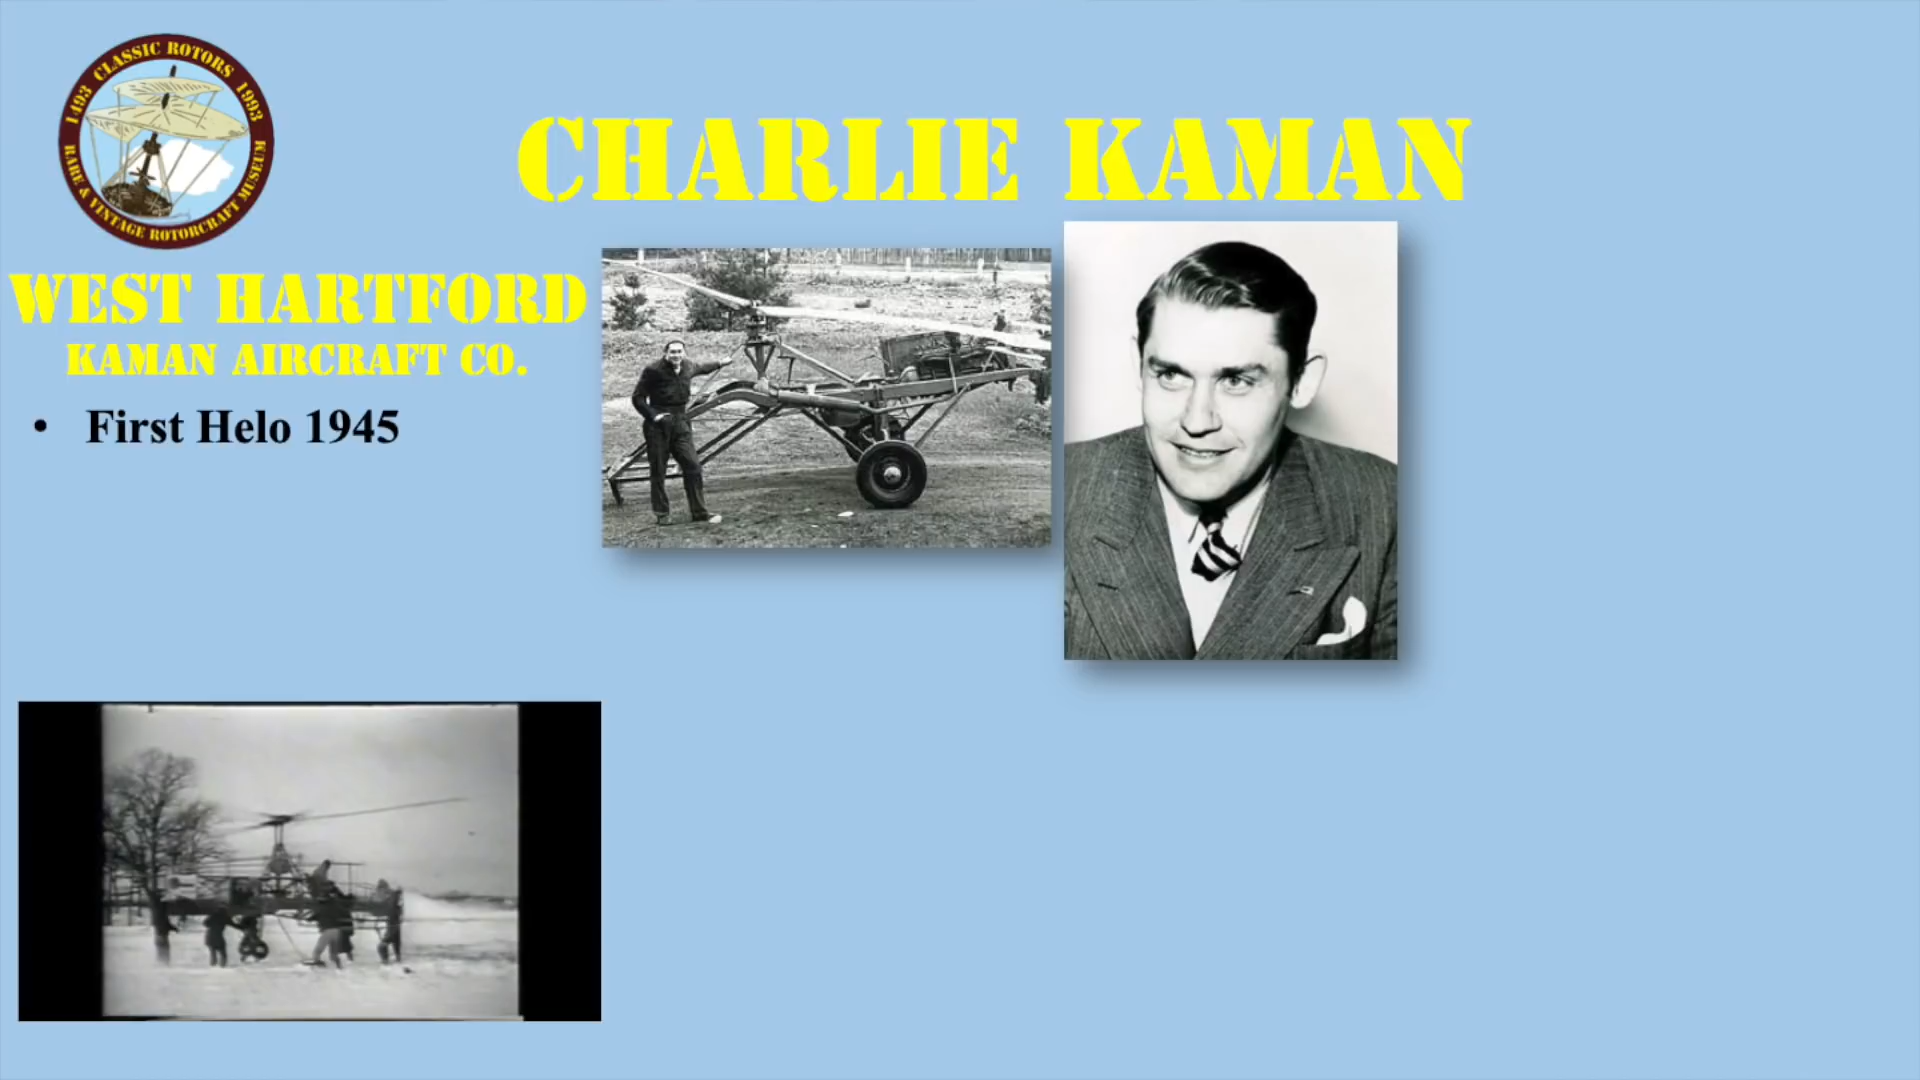 1493 CLASSIC ROTORS 1993
RARE & VINTAGE ROTORCRAFT MUSEUM
CHARLIE KAMAN
WEST HARTFORD
KAMAN AIRCRAFT CO.
• First Helo 1945